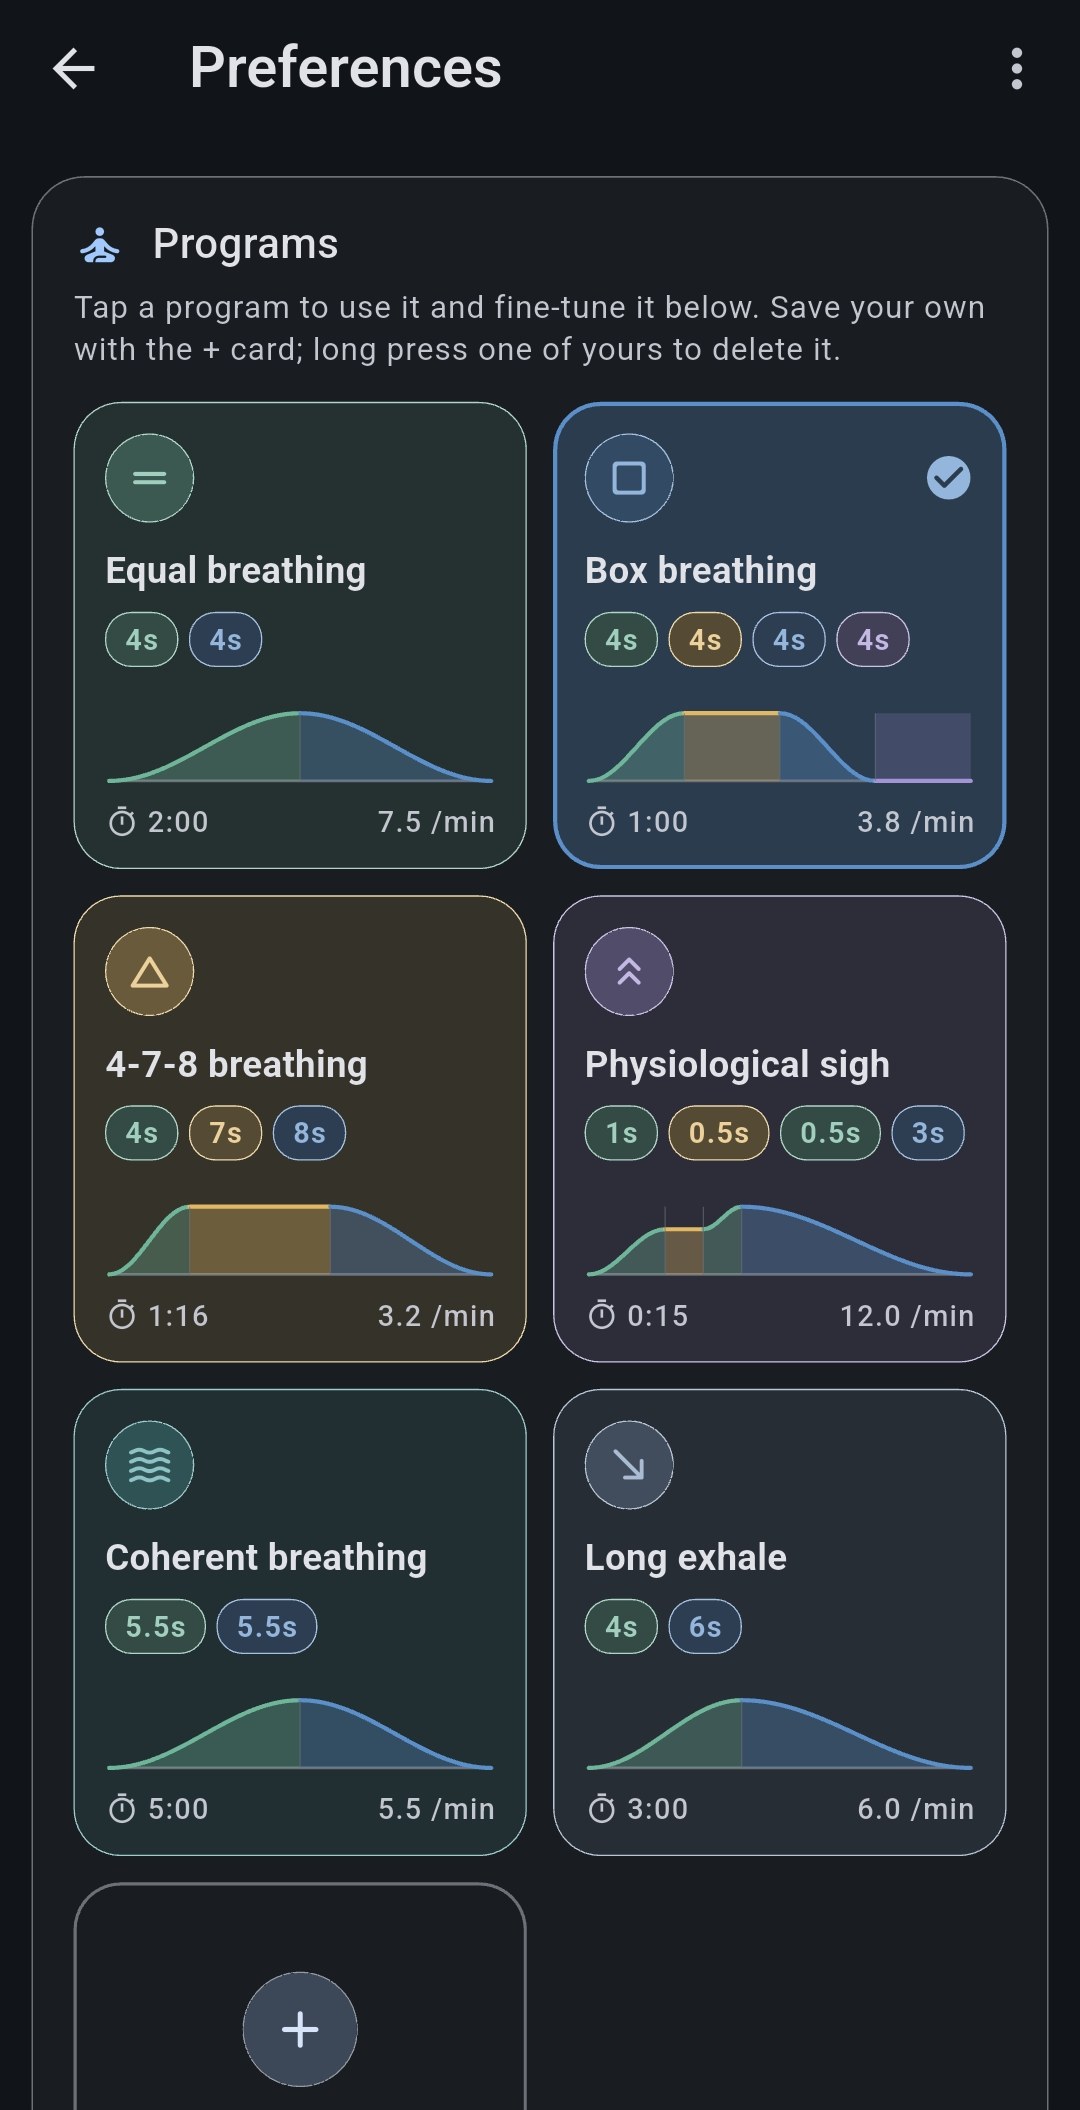 Preferences
Programs
Tap a program to use it and fine-tune it below. Save your own
with the + card; long press one of yours to delete it.
Equal breathing
4s 4s
2:00 7.5 /min
Box breathing
4s 4s 4s 4s
1:00 3.8 /min
4-7-8 breathing
4s 7s 8s
1:16 3.2 /min
Physiological sigh
1s 0.5s 0.5s 3s
0:15 12.0 /min
Coherent breathing
5.5s 5.5s
5:00 5.5 /min
Long exhale
4s 6s
3:00 6.0 /min